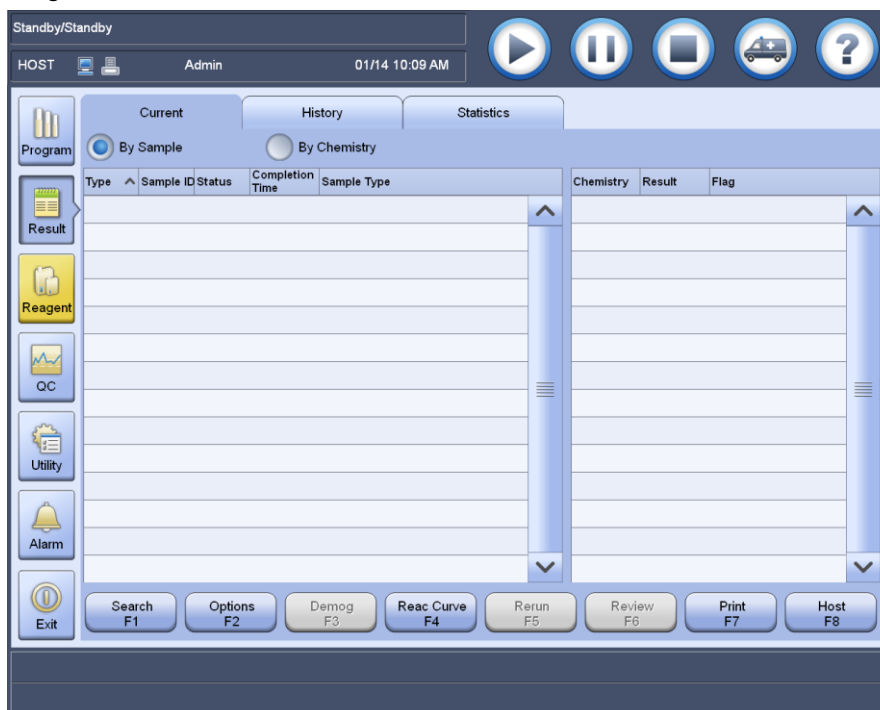 Standby/Standby
HOST Admin 01/14 10:09 AM
?
Program
Result
Reagent
QC
Utility
Alarm
Exit
Current History Statistics
By Sample By Chemistry
Type Sample ID Status Completion Time Sample Type Chemistry Result Flag
Search F1
Options F2
Demog F3
Reac Curve F4
Rerun F5
Review F6
Print F7
Host F8